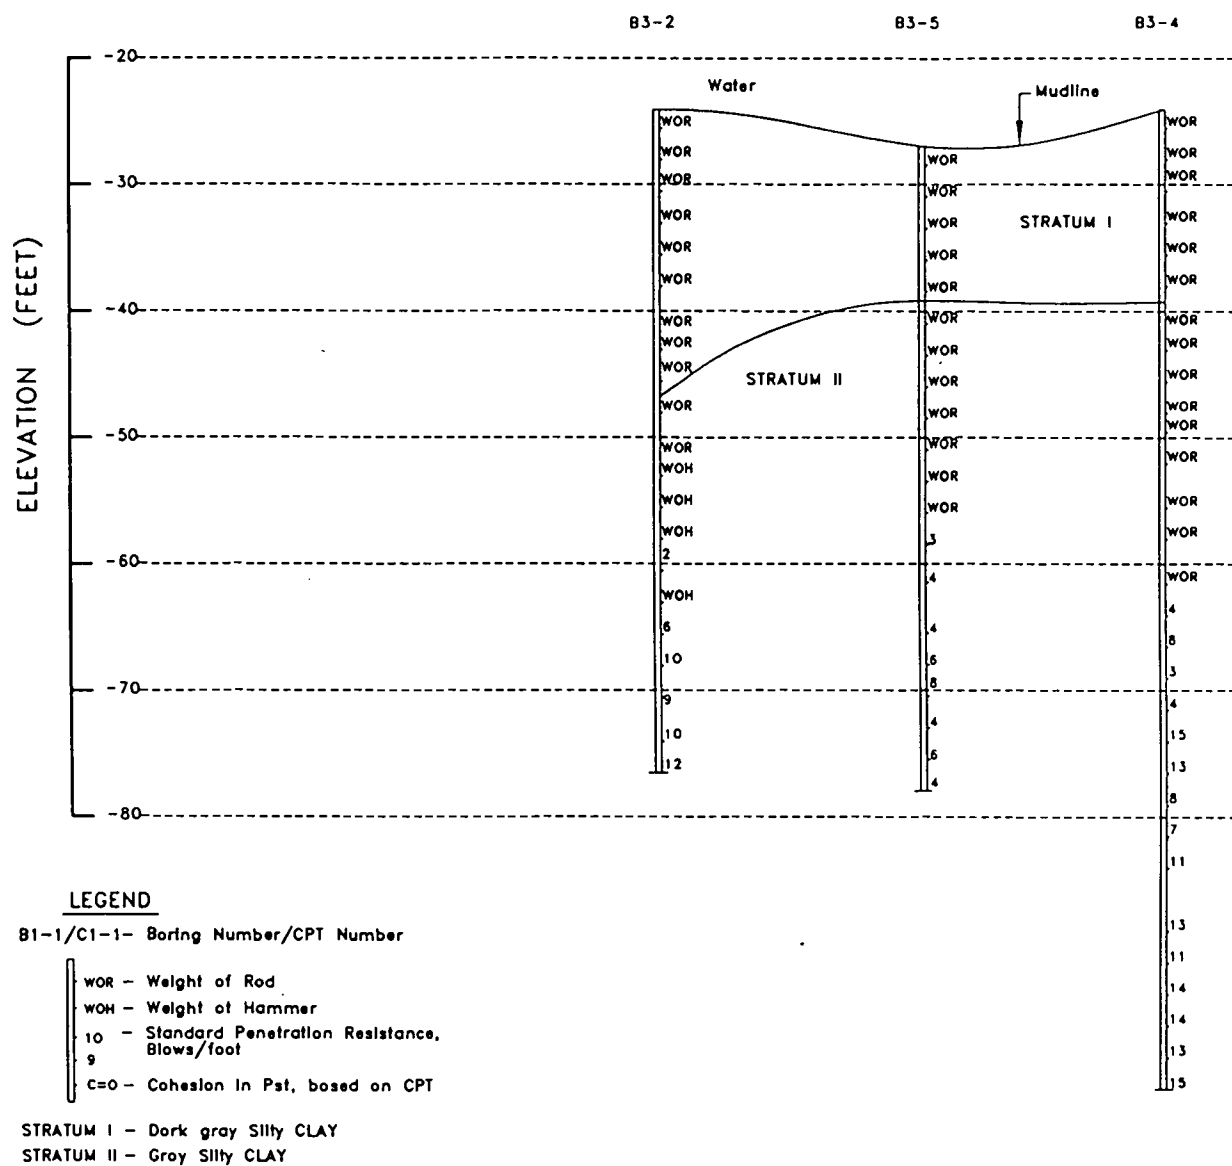 B3-2 B3-5 B3-4
-20
Water
Mudline
WOR WOR
WOR WOR WOR
WOR WOR
-30
WOR
WOR WOR WOR
STRATUM I
WOR WOR WOR
WOR WOR WOR
-40
WOR WOR WOR
WOR WOR WOR
WOR WOR WOR
STRATUM II
WOR WOR WOR
WOR
-50
WOR WOR WOR
WOH WOR
WOH WOR WOR
WOH 3 WOR
2
-60
4 WOR
WOH 4
6 4 8
10 6 3
-70
9 8 4
10 4 15
12 6 13
4 8
-80
7
11
13
11
14
14
13
15
ELEVATION (FEET)
LEGEND
B1-1/C1-1- Boring Number/CPT Number
WOR - Weight of Rod
WOH - Weight of Hammer
10 - Standard Penetration Resistance,
Blows/foot
9
C=0 - Cohesion in Psf, based on CPT
STRATUM I - Dark gray Silty CLAY
STRATUM II - Gray Silty CLAY